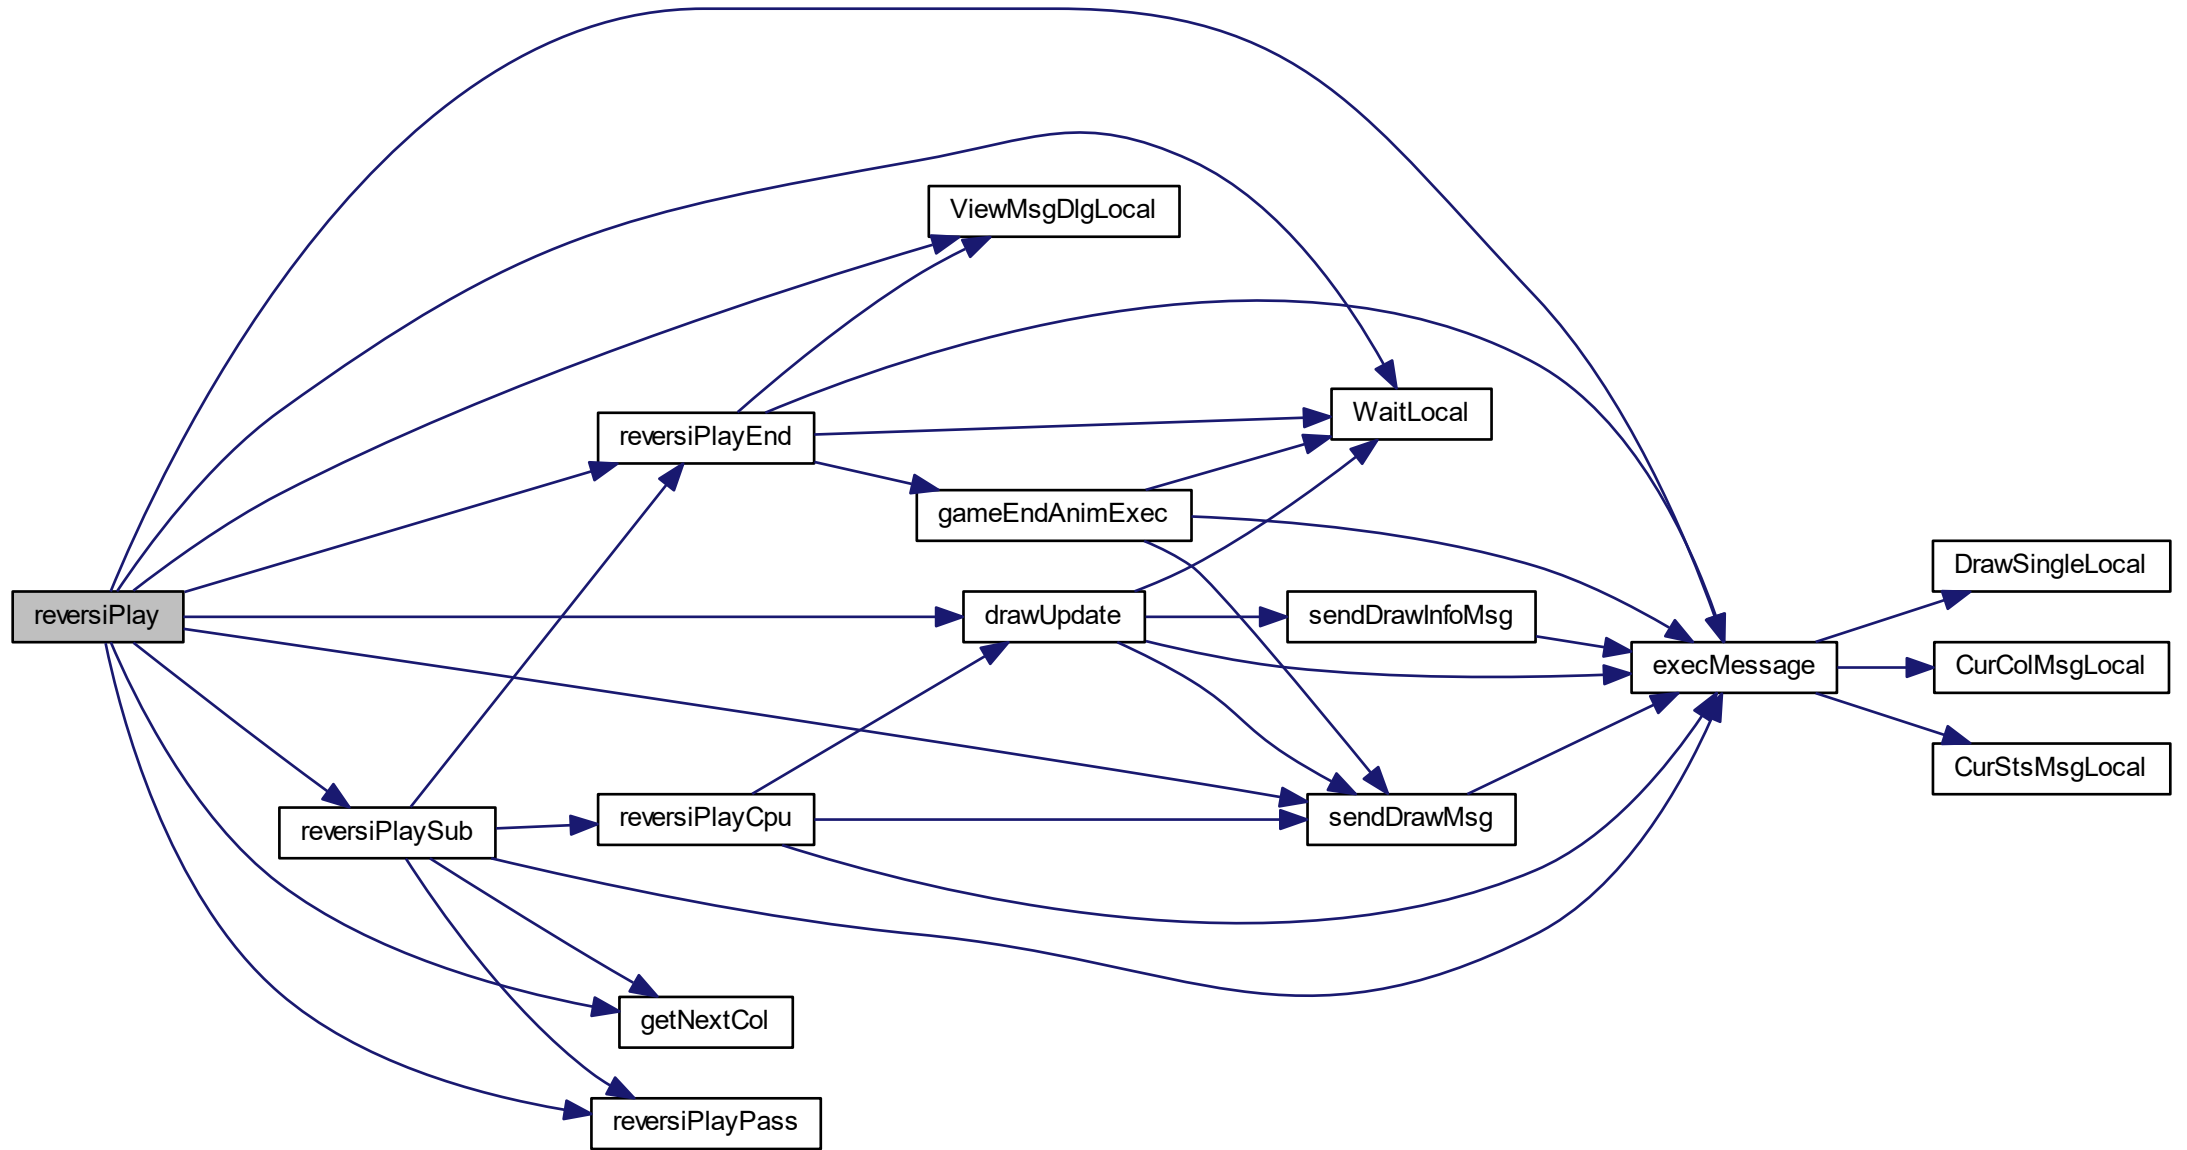 ViewMsgDlgLocal
WaitLocal
reversiPlayEnd
gameEndAnimExec
DrawSingleLocal
reversiPlay
drawUpdate
sendDrawInfoMsg
execMessage
CurColMsgLocal
CurStsMsgLocal
reversiPlaySub
reversiPlayCpu
sendDrawMsg
getNextCol
reversiPlayPass